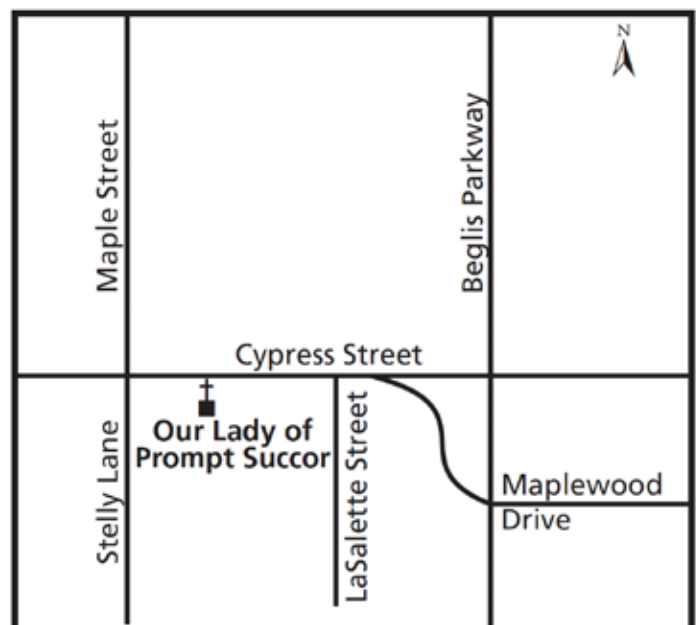 N
Maple Street
Beglis Parkway
Cypress Street
Our Lady of
Prompt Succor
Stelly Lane
LaSalette Street
Maplewood
Drive